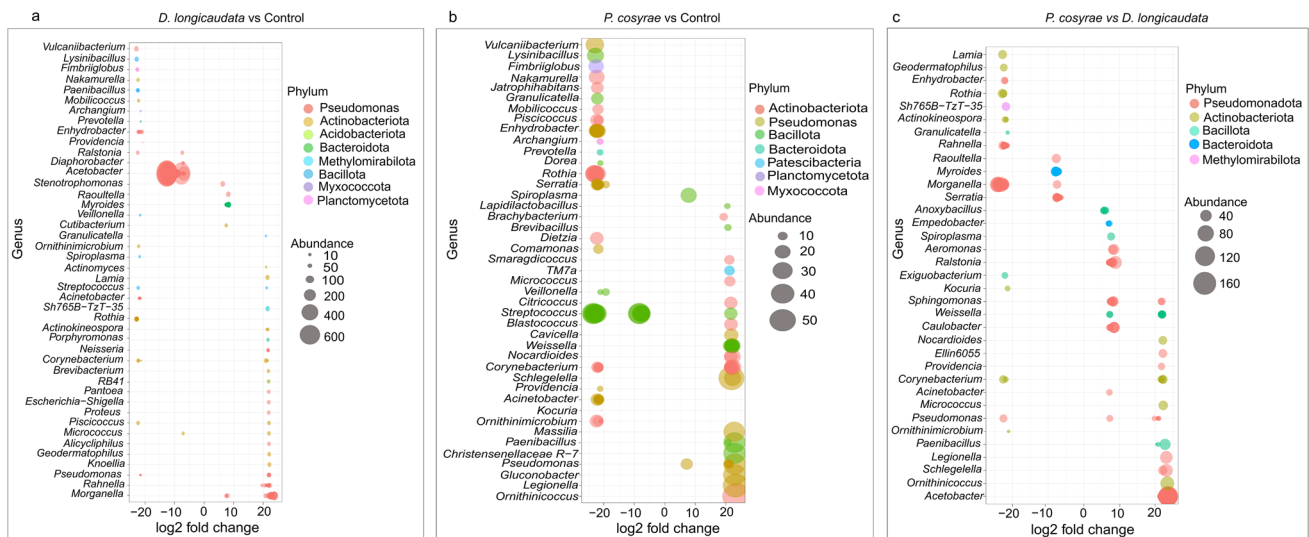 a
D. longicaudata vs Control
Genus
Vulcaniibacterium
Lysinibacillus
Fimbriiglobus
Nakamurella
Paenibacillus
Mobilicoccus
Archangium
Prevotella
Enhydrobacter
Providencia
Ralstonia
Diaphorobacter
Acetobacter
Stenotrophomonas
Raoultella
Myroides
Veillonella
Cutibacterium
Granulicatella
Ornithinimicrobium
Spiroplasma
Actinomyces
Lamia
Streptococcus
Acinetobacter
Sh765B−TzT−35
Rothia
Actinokineospora
Porphyromonas
Neisseria
Corynebacterium
Brevibacterium
RB41
Pantoea
Escherichia−Shigella
Proteus
Piscicoccus
Micrococcus
Alicycliphilus
Geodermatophilus
Knoellia
Pseudomonas
Rahnella
Morganella
−20 −10 0 10 20
log2 fold change
Phylum
Pseudomonas
Actinobacteriota
Acidobacteriota
Bacteroidota
Methylomirabilota
Bacillota
Myxococcota
Planctomycetota
Abundance
10
50
100
200
400
600
b
P. cosyrae vs Control
Genus
Vulcaniibacterium
Lysinibacillus
Fimbriiglobus
Nakamurella
Jatrophihabitans
Granulicatella
Mobilicoccus
Piscicoccus
Enhydrobacter
Archangium
Prevotella
Dorea
Rothia
Serratia
Spiroplasma
Lapidilactobacillus
Brachybacterium
Brevibacillus
Dietzia
Comamonas
Smaragdicoccus
TM7a
Micrococcus
Veillonella
Citricoccus
Streptococcus
Blastococcus
Cavicella
Weissella
Nocardioides
Corynebacterium
Schlegelella
Providencia
Acinetobacter
Kocuria
Ornithinimicrobium
Massilia
Paenibacillus
Christensenellaceae R−7
Pseudomonas
Gluconobacter
Legionella
Ornithinicoccus
−20 −10 0 10 20
log2 fold change
Phylum
Actinobacteriota
Pseudomonas
Bacillota
Bacteroidota
Patescibacteria
Planctomycetota
Myxococcota
Abundance
10
20
30
40
50
c
P. cosyrae vs D. longicaudata
Genus
Lamia
Geodermatophilus
Enhydrobacter
Rothia
Sh765B−TzT−35
Actinokineospora
Granulicatella
Rahnella
Raoultella
Myroides
Morganella
Serratia
Anoxybacillus
Empedobacter
Spiroplasma
Aeromonas
Ralstonia
Exiguobacterium
Kocuria
Sphingomonas
Weissella
Caulobacter
Nocardioides
Ellin6055
Providencia
Corynebacterium
Acinetobacter
Micrococcus
Pseudomonas
Ornithinimicrobium
Paenibacillus
Legionella
Schlegelella
Ornithinicoccus
Acetobacter
−20 −10 0 10 20
log2 fold change
Phylum
Pseudomonadota
Actinobacteriota
Bacillota
Bacteroidota
Methylomirabilota
Abundance
40
80
120
160